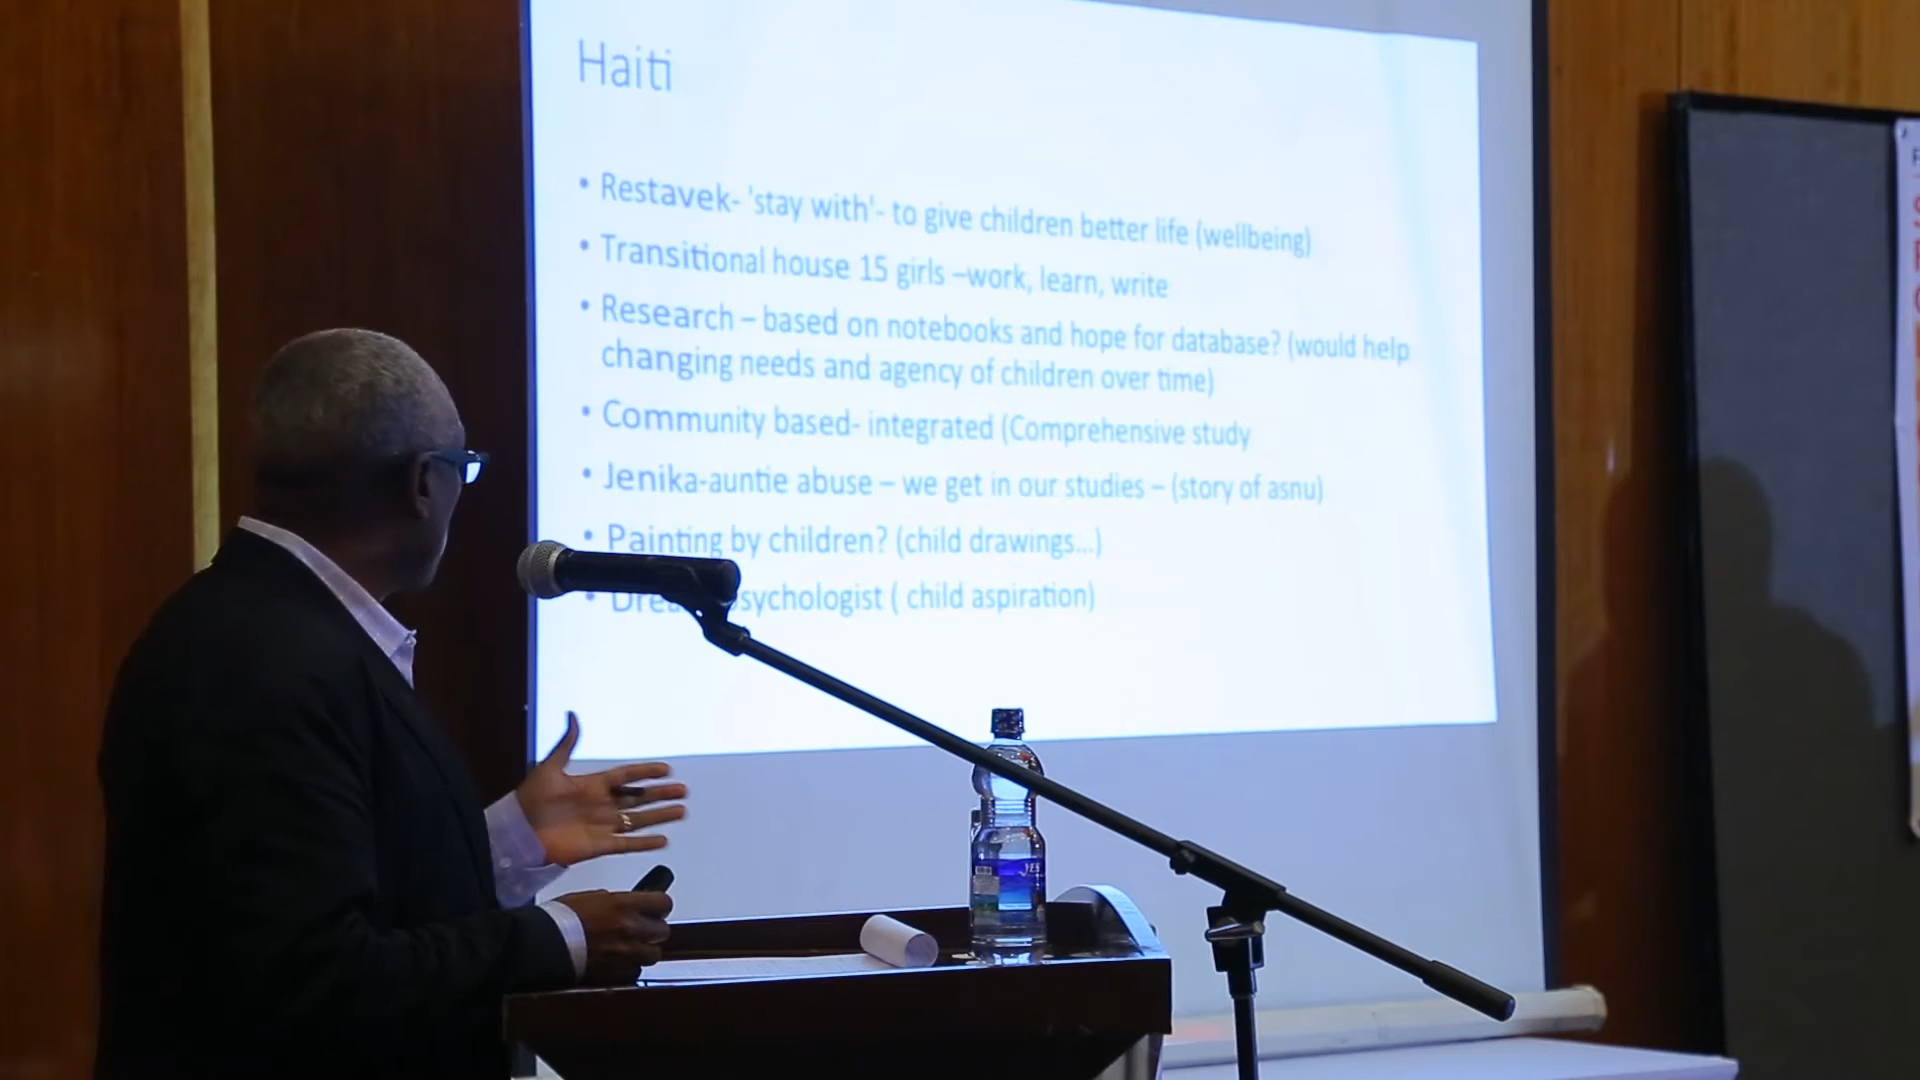 Haiti
• Restavek- 'stay with'- to give children better life (wellbeing)
• Transitional house 15 girls –work, learn, write
• Research – based on notebooks and hope for database? (would help
changing needs and agency of children over time)
• Community based- integrated (Comprehensive study
• Jenika-auntie abuse – we get in our studies – (story of asnu)
• Painting by children? (child drawings...)
• ( child aspiration)
YES